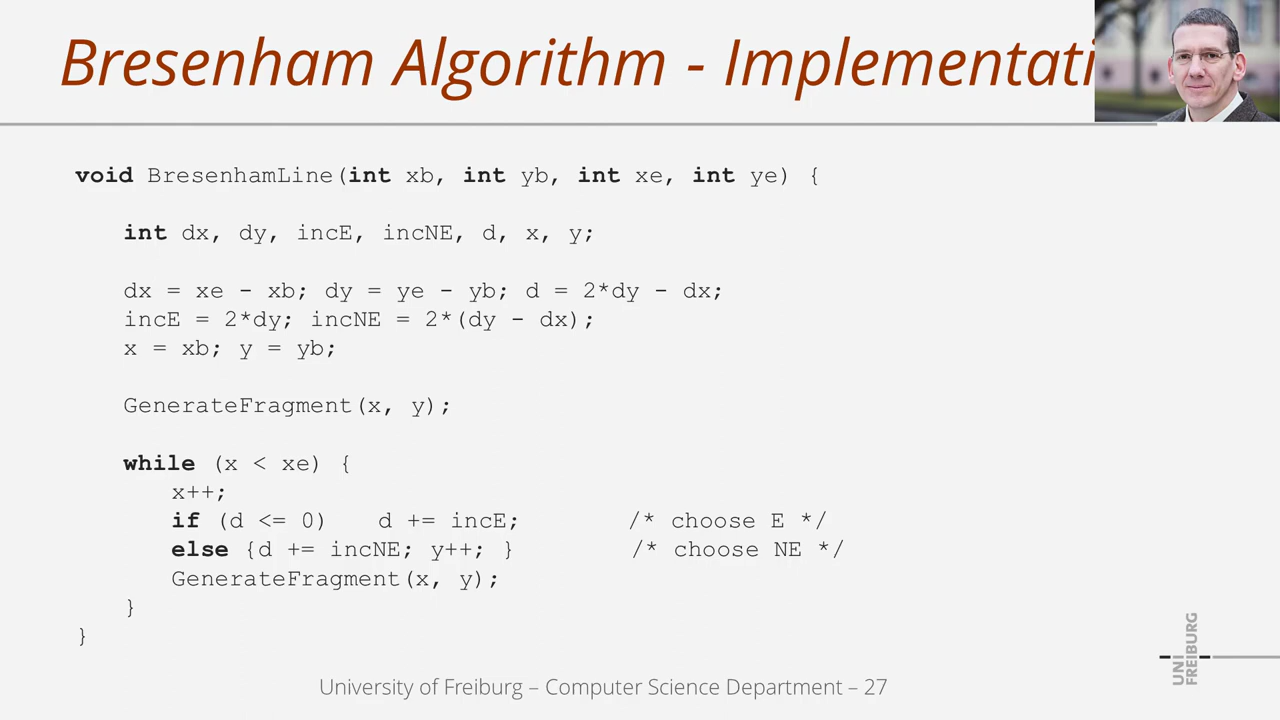 Bresenham Algorithm - Implementati
void BresenhamLine(int xb, int yb, int xe, int ye) {
int dx, dy, incE, incNE, d, x, y;
dx = xe - xb; dy = ye - yb; d = 2*dy - dx;
incE = 2*dy; incNE = 2*(dy - dx);
x = xb; y = yb;
GenerateFragment(x, y);
while (x < xe) {
x++;
if (d <= 0) d += incE; /* choose E */
else {d += incNE; y++; } /* choose NE */
GenerateFragment(x, y);
}
}
University of Freiburg – Computer Science Department – 27
UNI
FREIBURG